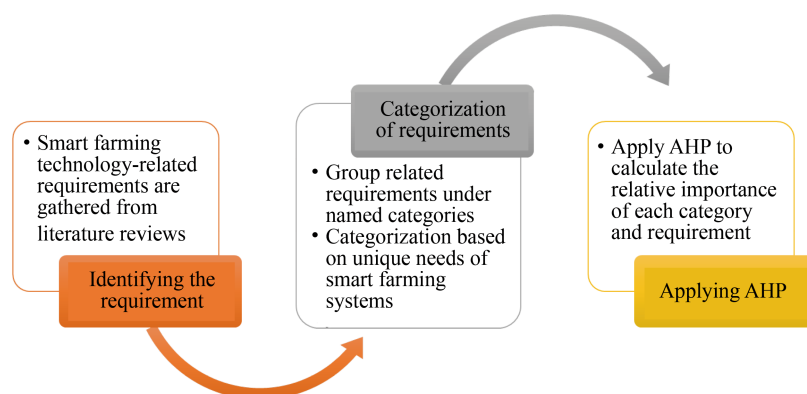 • Smart farming
technology-related
requirements are
gathered from
literature reviews
Identifying the
requirement
Categorization
of requirements
• Group related
requirements under
named categories
• Categorization based
on unique needs of
smart farming
systems
• Apply AHP to
calculate the
relative importance
of each category
and requirement
Applying AHP